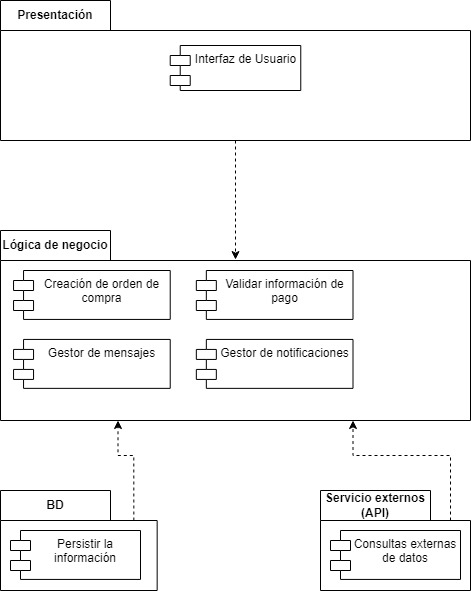 Presentación
Interfaz de Usuario
Lógica de negocio
Creación de orden de
compra
Validar información de
pago
Gestor de mensajes
Gestor de notificaciones
BD
Persistir la
información
Servicio externos
(API)
Consultas externas
de datos